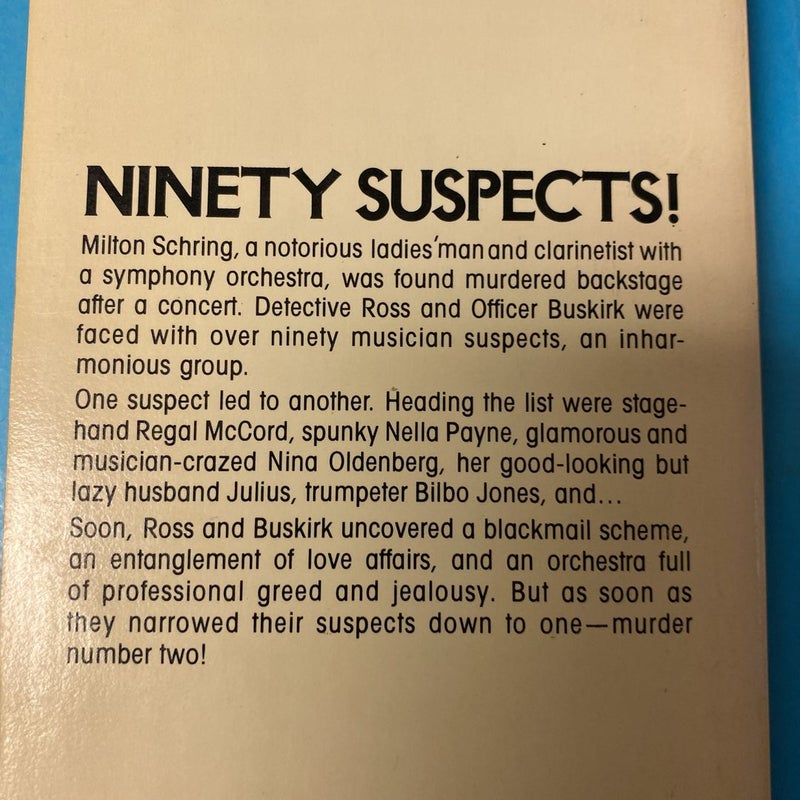 NINETY SUSPECTS!
Milton Schring, a notorious ladies'man and clarinetist with
a symphony orchestra, was found murdered backstage
after a concert. Detective Ross and Officer Buskirk were
faced with over ninety musician suspects, an inhar-
monious group.
One suspect led to another. Heading the list were stage-
hand Regal McCord, spunky Nella Payne, glamorous and
musician-crazed Nina Oldenberg, her good-looking but
lazy husband Julius, trumpeter Bilbo Jones, and...
Soon, Ross and Buskirk uncovered a blackmail scheme,
an entanglement of love affairs, and an orchestra full
of professional greed and jealousy. But as soon as
they narrowed their suspects down to one—murder
number two!